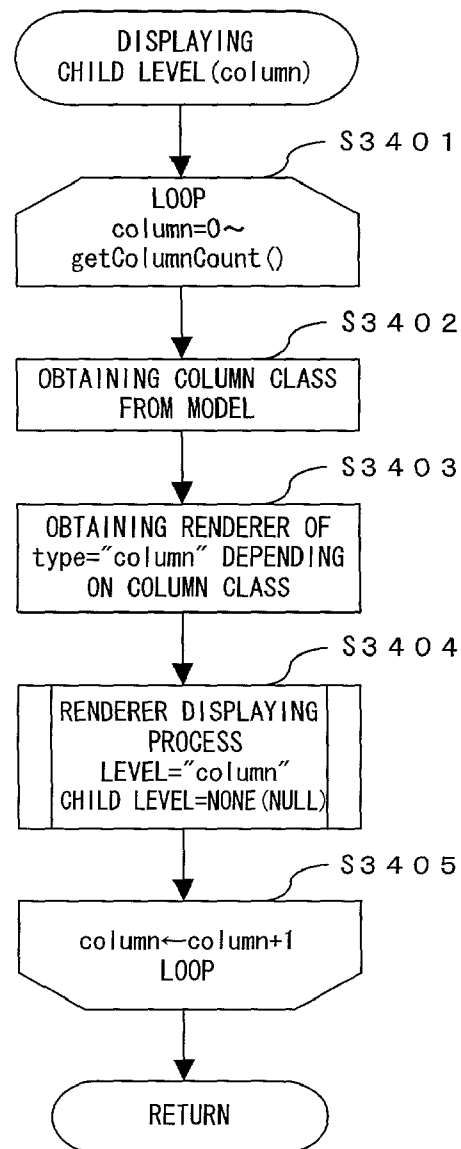 DISPLAYING
CHILD LEVEL(column)
S3401
LOOP
column=0～
getColumnCount()
S3402
OBTAINING COLUMN CLASS
FROM MODEL
S3403
OBTAINING RENDERER OF
type="column" DEPENDING
ON COLUMN CLASS
S3404
RENDERER DISPLAYING
PROCESS
LEVEL="column"
CHILD LEVEL=NONE(NULL)
S3405
column←column+1
LOOP
RETURN